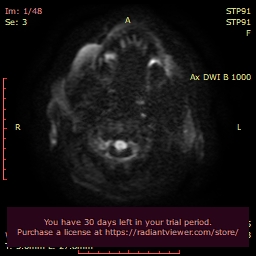 Im: 1/48
Se: 3
A
STP91
STP91
F
Ax DWI B 1000
R
L
You have 30 days left in your trial period.
Purchase a license at https://radiantviewer.com/store/